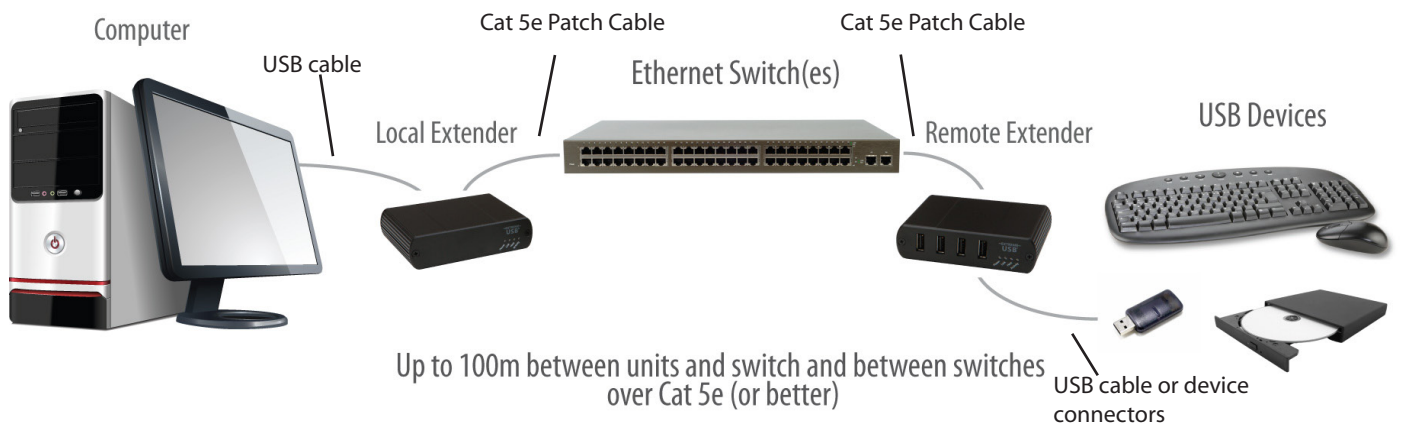 Computer
USB cable
Cat 5e Patch Cable
Cat 5e Patch Cable
Ethernet Switch(es)
Local Extender
Remote Extender
USB Devices
USB
USB
Up to 100m between units and switch and between switches
over Cat 5e (or better)
USB cable or device
connectors